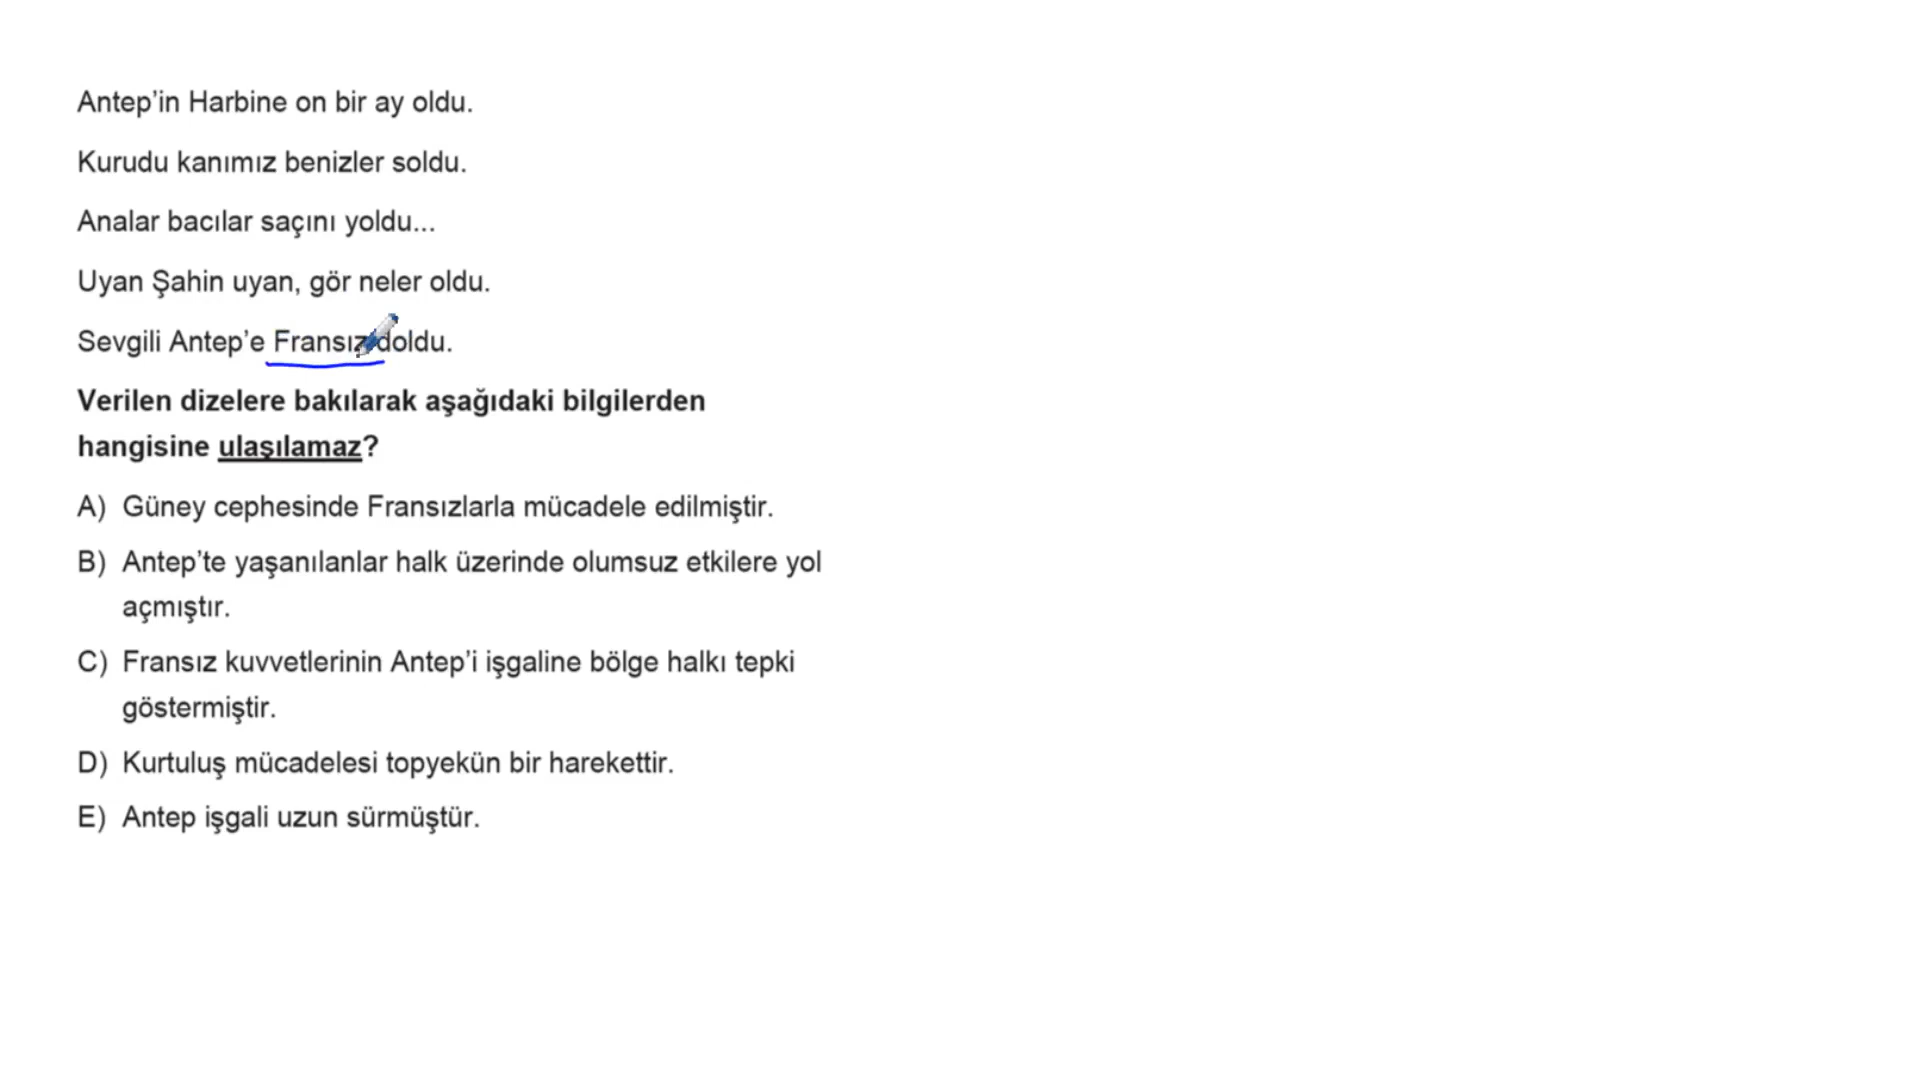 Antep’in Harbine on bir ay oldu.
Kurudu kanımız benizler soldu.
Analar bacılar saçını yoldu...
Uyan Şahin uyan, gör neler oldu.
Sevgili Antep’e Fransız doldu.
Verilen dizelere bakılarak aşağıdaki bilgilerden
hangisine ulaşılamaz?
A) Güney cephesinde Fransızlarla mücadele edilmiştir.
B) Antep’te yaşanılanlar halk üzerinde olumsuz etkilere yol
açmıştır.
C) Fransız kuvvetlerinin Antep’i işgaline bölge halkı tepki
göstermiştir.
D) Kurtuluş mücadelesi topyekün bir harekettir.
E) Antep işgali uzun sürmüştür.